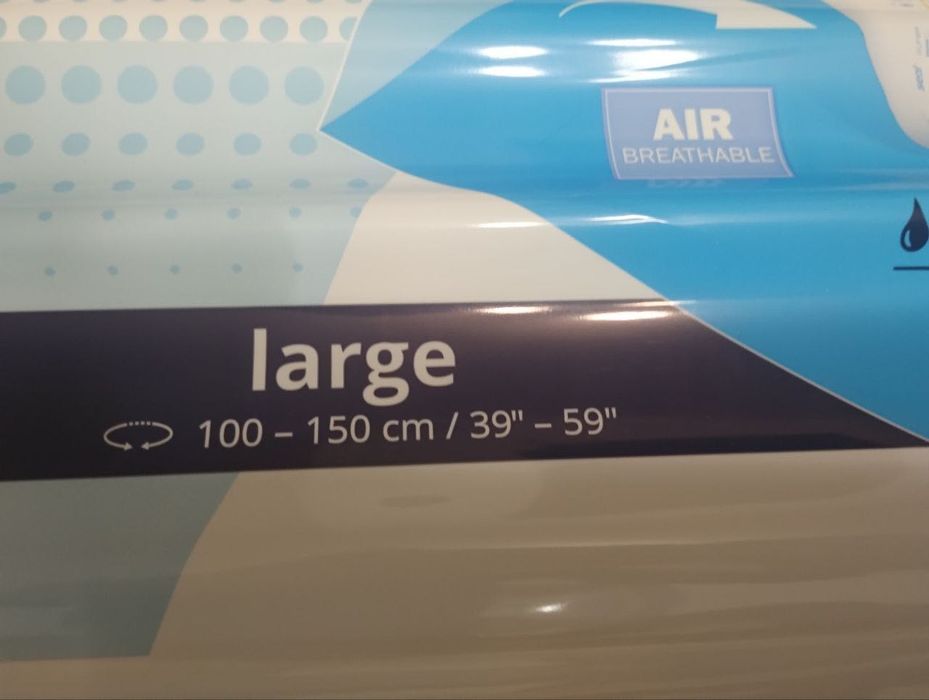 AIR
BREATHABLE
large
100 – 150 cm / 39" – 59"